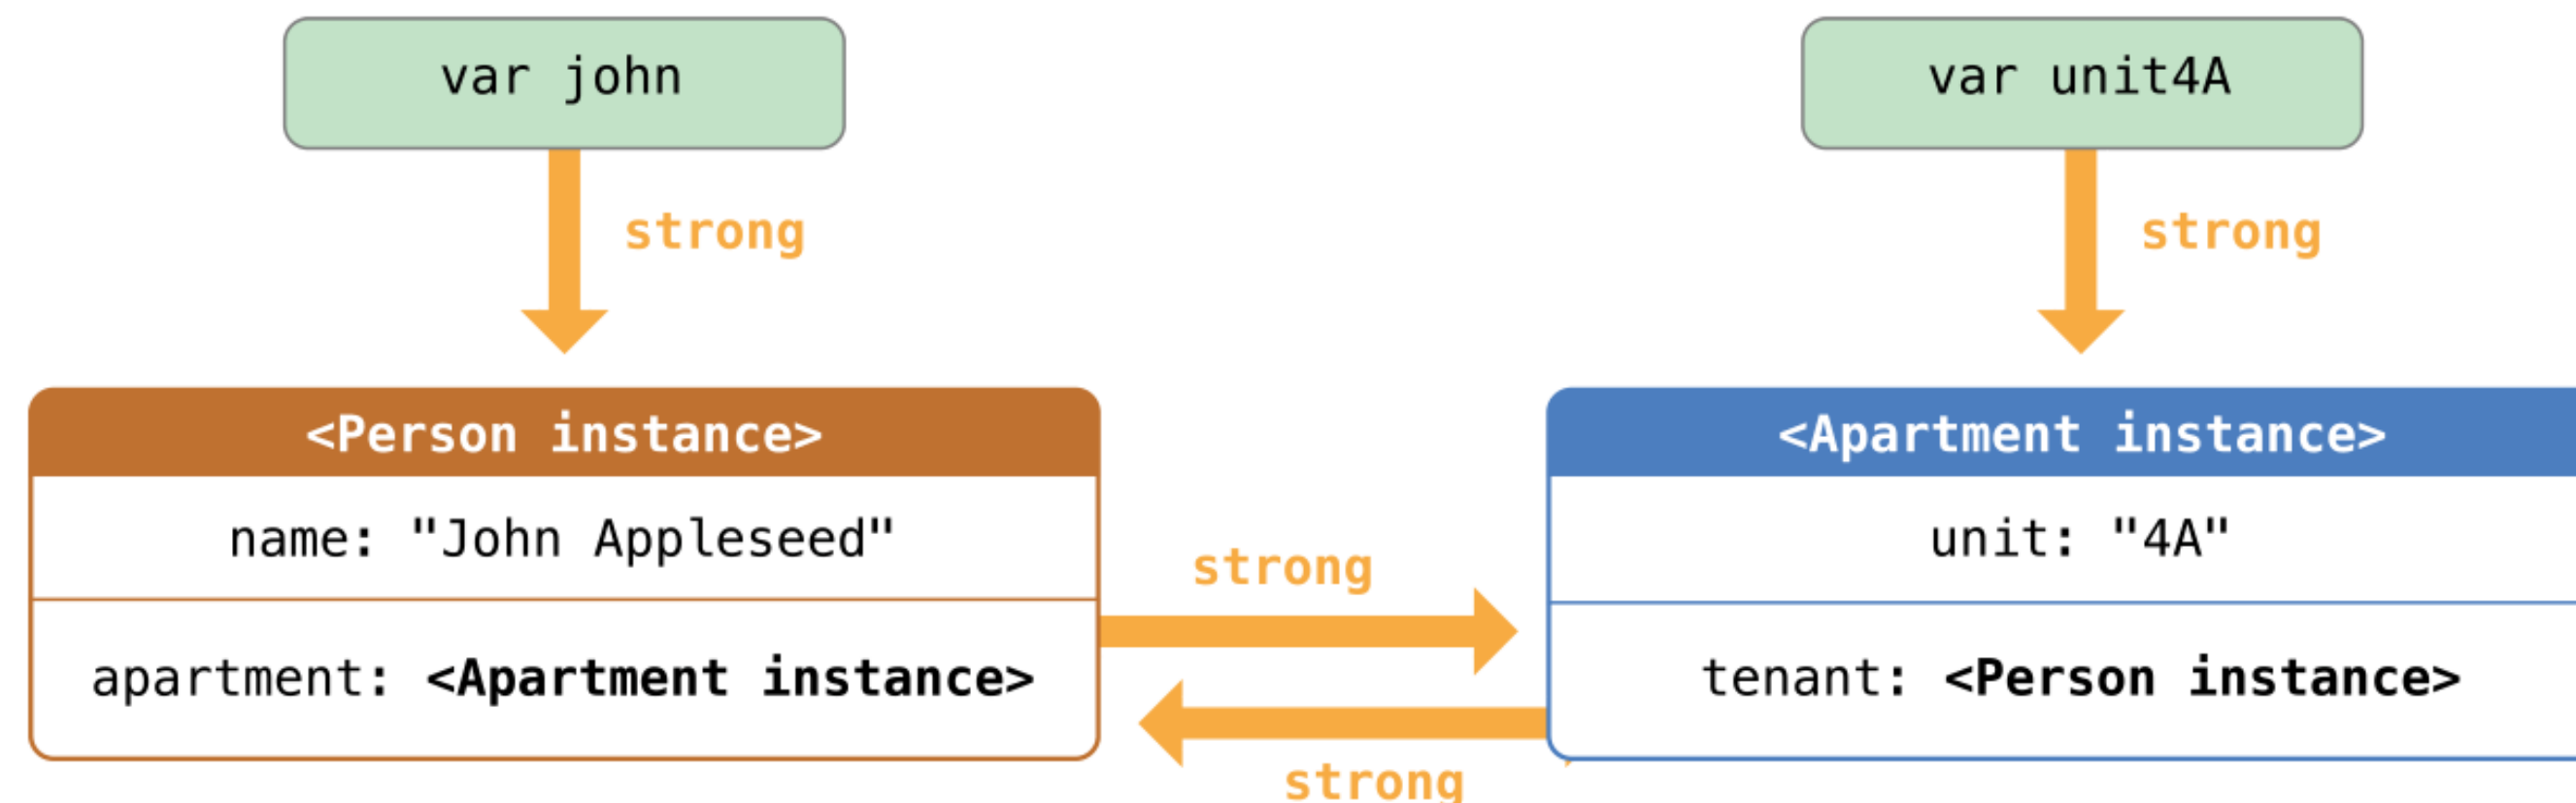 var john
var unit4A
strong
strong
<Person instance>
<Apartment instance>
name: "John Appleseed"
unit: "4A"
strong
apartment: <Apartment instance>
tenant: <Person instance>
strong